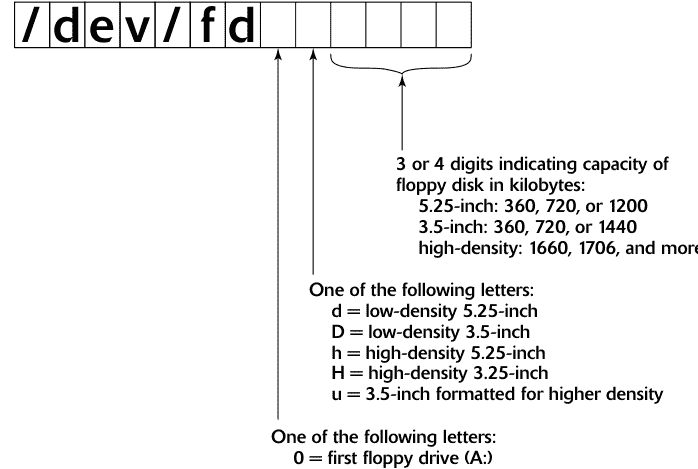 /dev/fd
3 or 4 digits indicating capacity of
floppy disk in kilobytes:
5.25-inch: 360, 720, or 1200
3.5-inch: 360, 720, or 1440
high-density: 1660, 1706, and more
One of the following letters:
d = low-density 5.25-inch
D = low-density 3.5-inch
h = high-density 5.25-inch
H = high-density 3.25-inch
u = 3.5-inch formatted for higher density
One of the following letters:
0 = first floppy drive (A:)